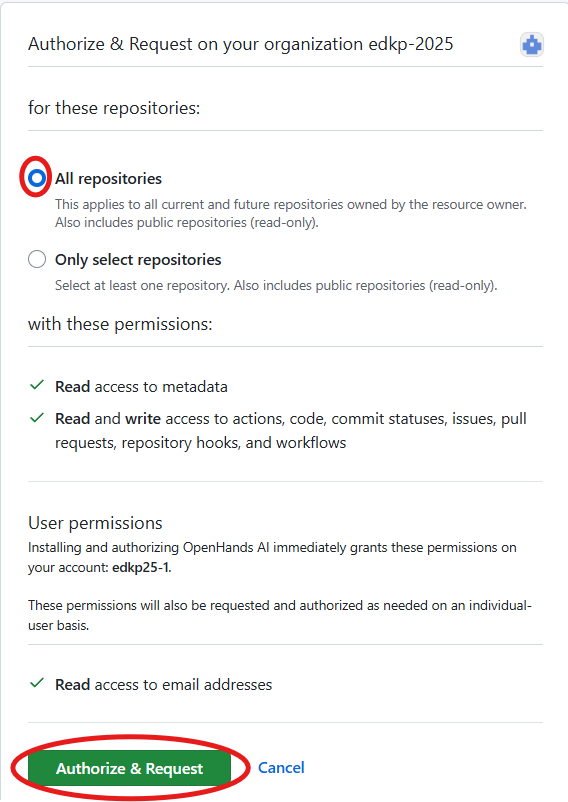 Authorize & Request on your organization edkp-2025
for these repositories:
All repositories
This applies to all current and future repositories owned by the resource owner.
Also includes public repositories (read-only).
Only select repositories
Select at least one repository. Also includes public repositories (read-only).
with these permissions:
Read access to metadata
Read and write access to actions, code, commit statuses, issues, pull
requests, repository hooks, and workflows
User permissions
Installing and authorizing OpenHands AI immediately grants these permissions on
your account: edkp25-1.
These permissions will also be requested and authorized as needed on an individual-
user basis.
Read access to email addresses
Authorize & Request
Cancel